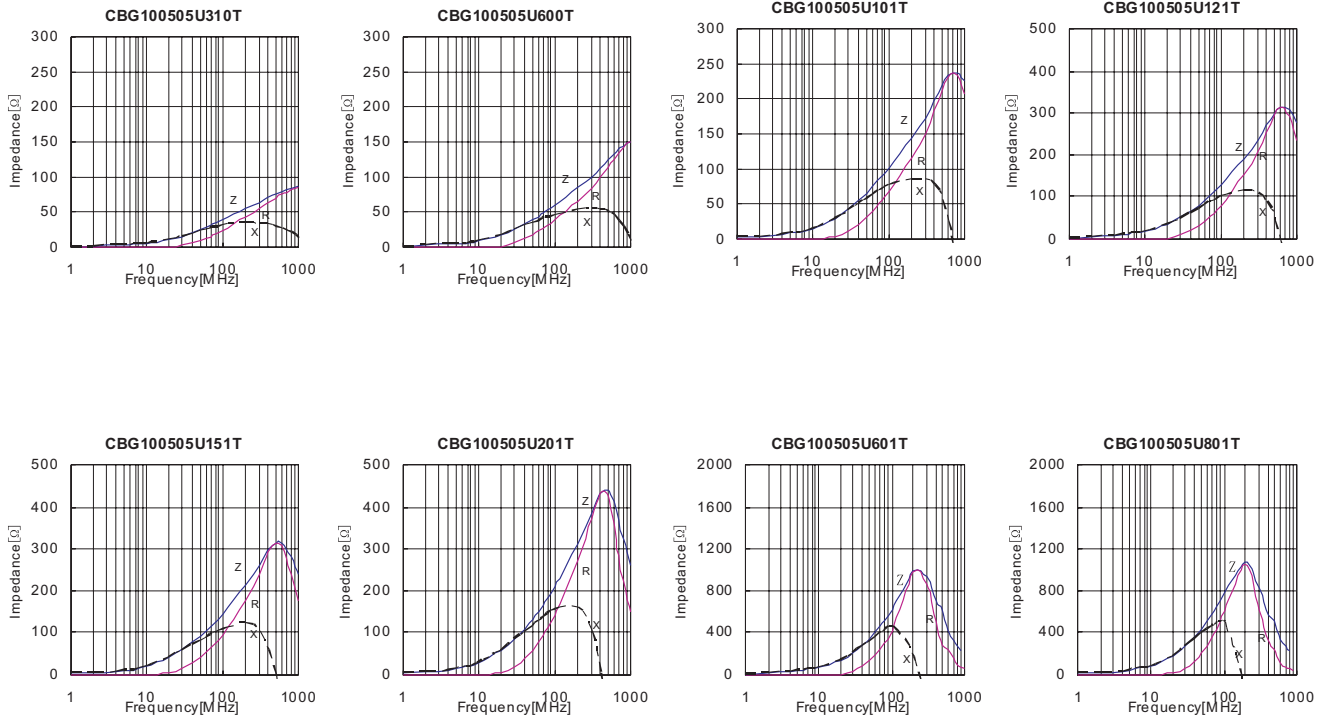 CBG100505U310T
300
250
200
150
100
50
0
Impedance[Ω]
Z
R
X
1 10 100 1000
Frequency[MHz]
CBG100505U600T
300
250
200
150
100
50
0
Impedance[Ω]
Z
R
X
1 10 100 1000
Frequency[MHz]
CBG100505U101T
300
250
200
150
100
50
0
Impedance[Ω]
Z
R
X
1 10 100 1000
Frequency[MHz]
CBG100505U121T
500
400
300
200
100
0
Impedance[Ω]
Z
R
X
1 10 100 1000
Frequency[MHz]
CBG100505U151T
500
400
300
200
100
0
Impedance[Ω]
Z
R
X
1 10 100 1000
Frequency[MHz]
CBG100505U201T
500
400
300
200
100
0
Impedance[Ω]
Z
R
X
1 10 100 1000
Frequency[MHz]
CBG100505U601T
2000
1600
1200
800
400
0
Impedance[Ω]
Z
R
X
1 10 100 1000
Frequency[MHz]
CBG100505U801T
2000
1600
1200
800
400
0
Impedance[Ω]
Z
R
X
1 10 100 1000
Frequency[MHz]